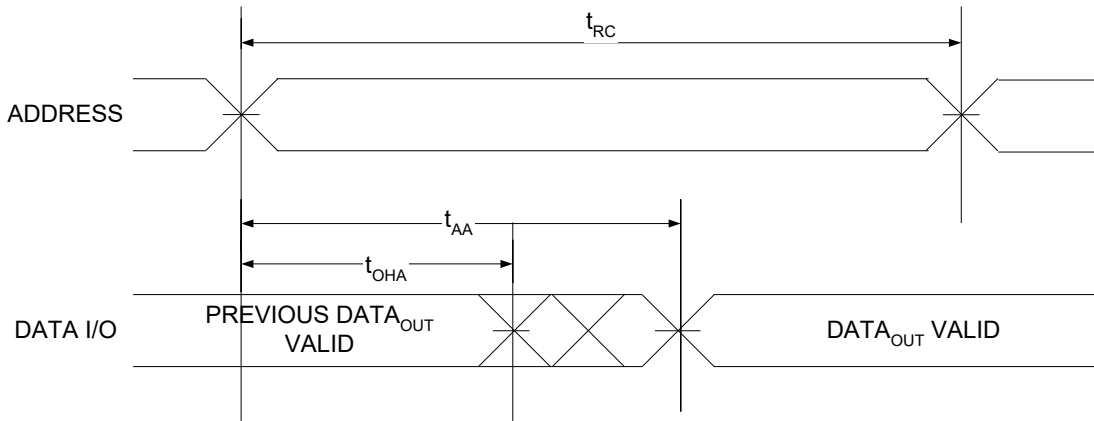 tRC
ADDRESS
tAA
tOHA
DATA I/O
PREVIOUS DATAOUT
VALID
DATAOUT VALID